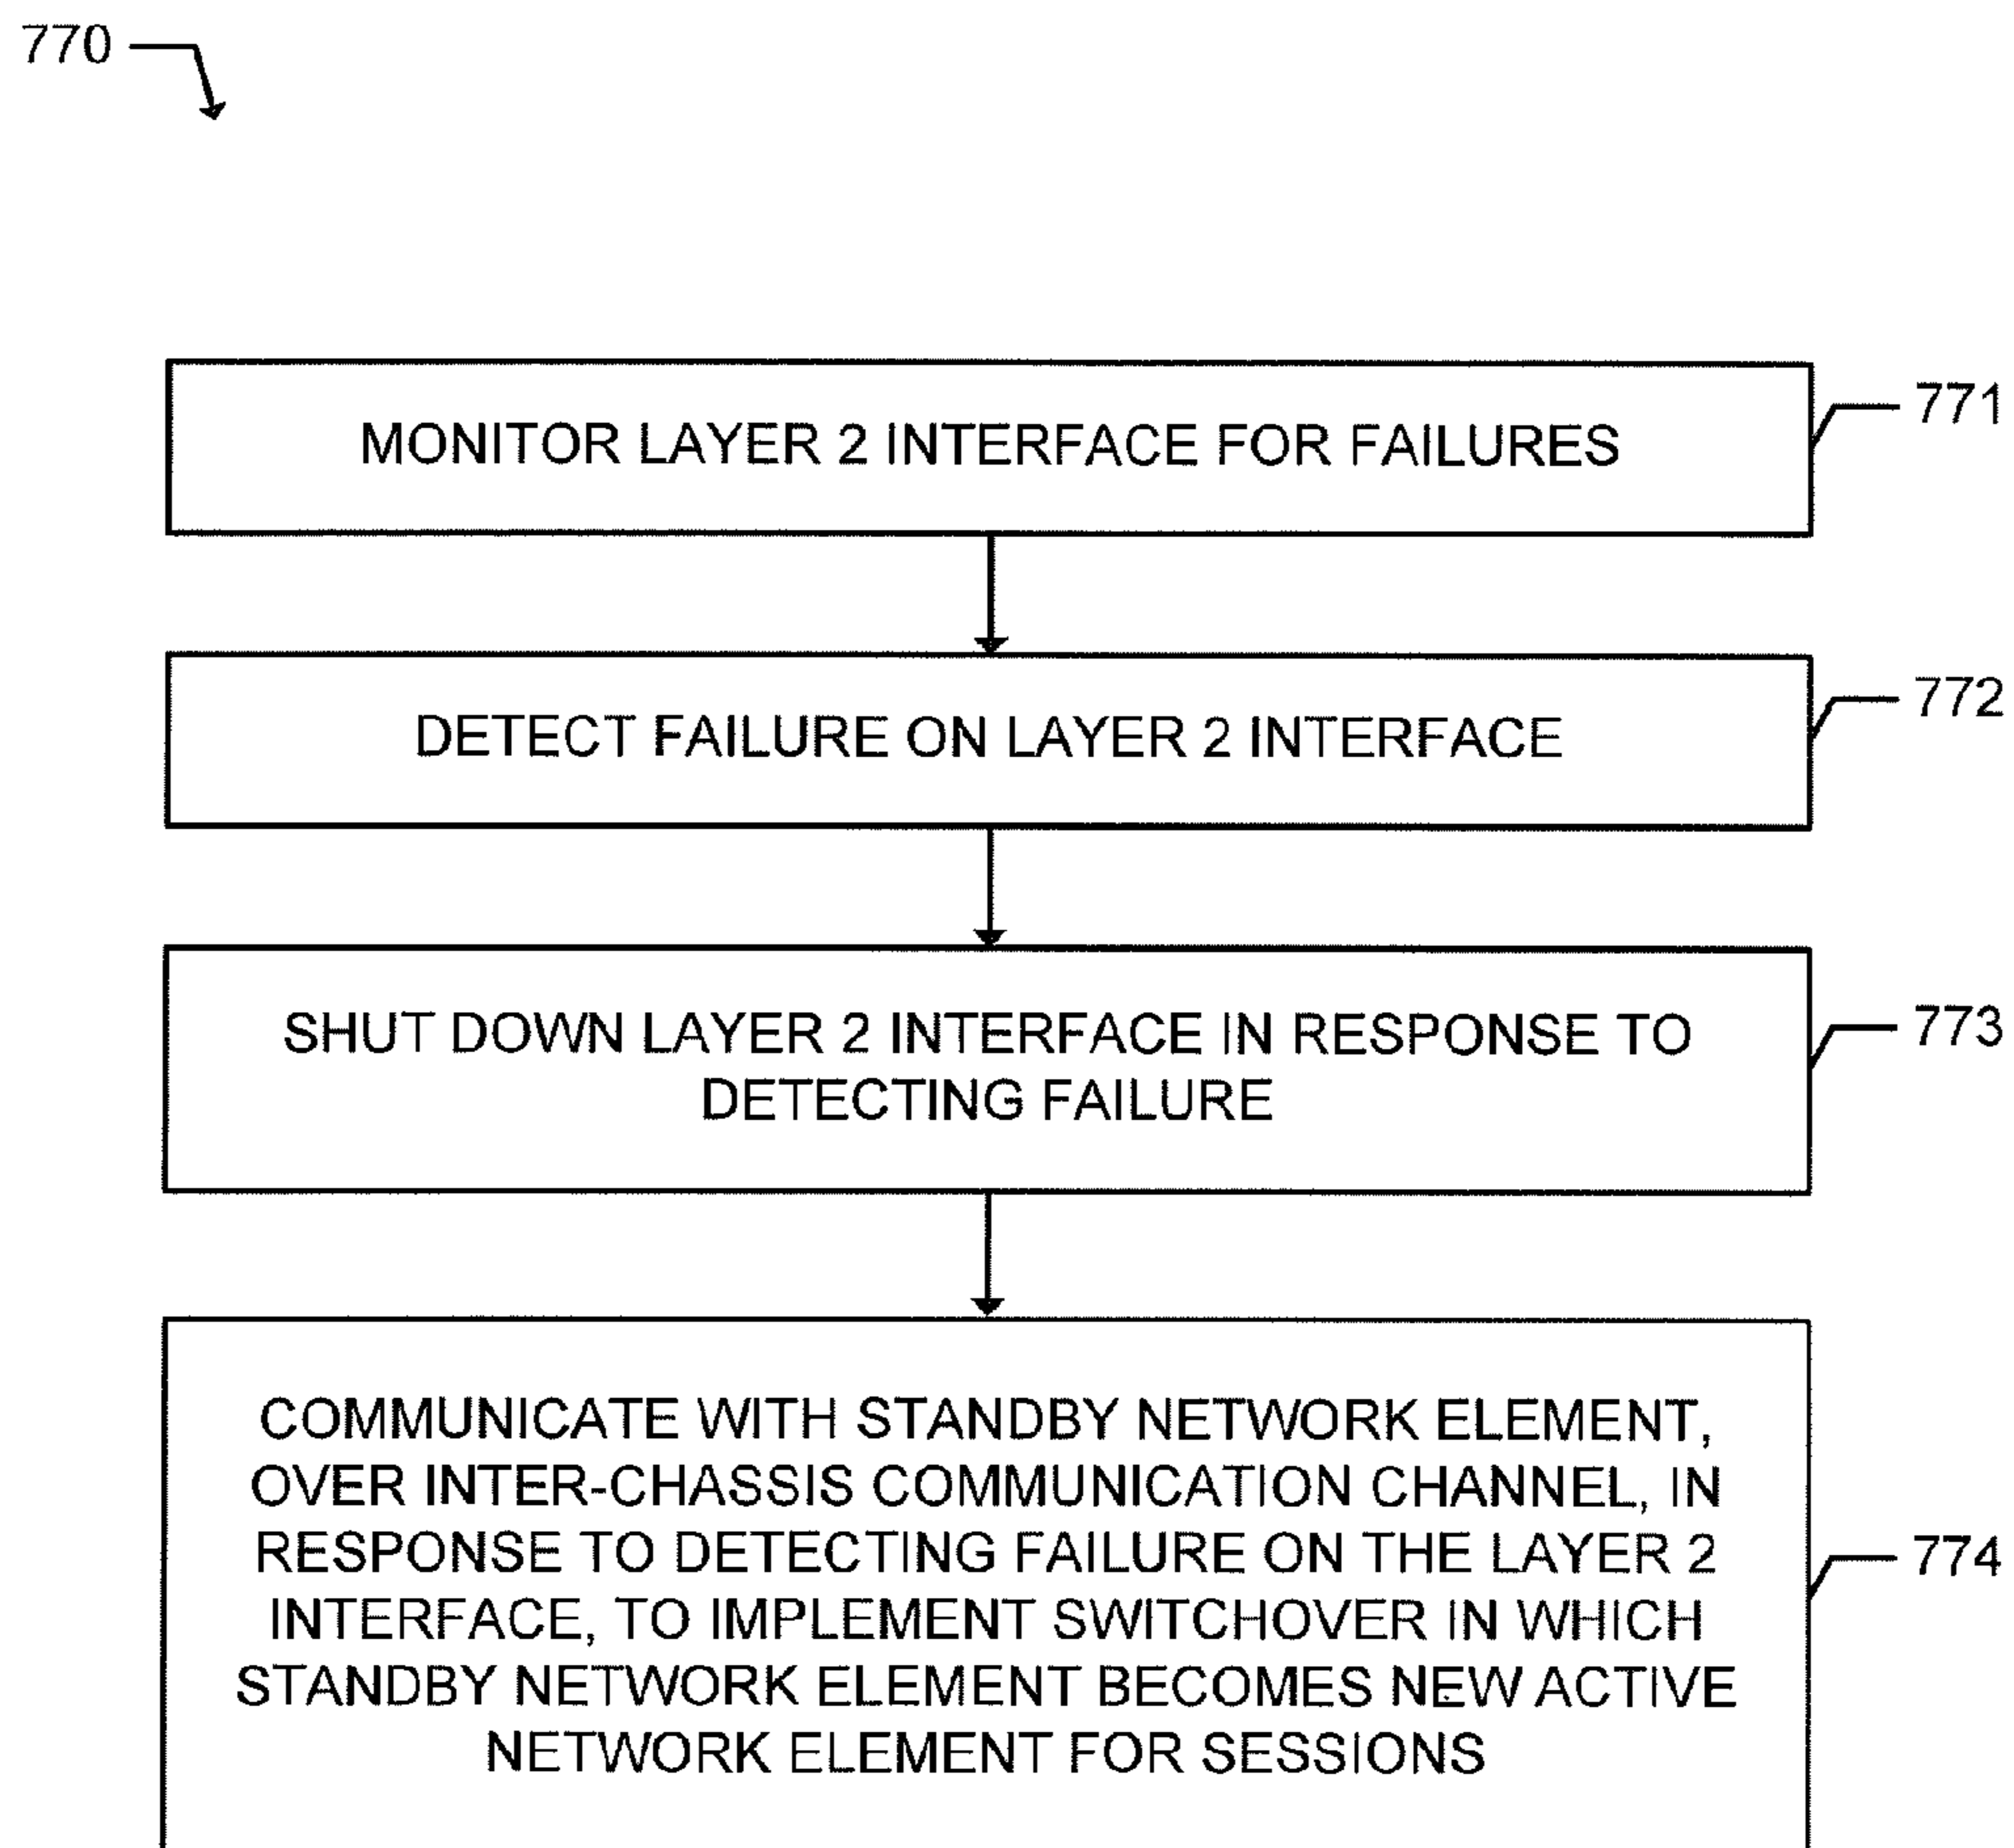 770
MONITOR LAYER 2 INTERFACE FOR FAILURES
771
DETECT FAILURE ON LAYER 2 INTERFACE
772
SHUT DOWN LAYER 2 INTERFACE IN RESPONSE TO
DETECTING FAILURE
773
COMMUNICATE WITH STANDBY NETWORK ELEMENT,
OVER INTER-CHASSIS COMMUNICATION CHANNEL, IN
RESPONSE TO DETECTING FAILURE ON THE LAYER 2
INTERFACE, TO IMPLEMENT SWITCHOVER IN WHICH
STANDBY NETWORK ELEMENT BECOMES NEW ACTIVE
NETWORK ELEMENT FOR SESSIONS
774